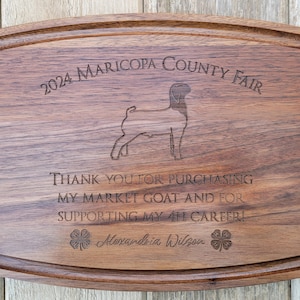 2024 Maricopa County Fair
Thank you for purchasing
my market goat and for
supporting my 4H career!
Alexandria Wilson